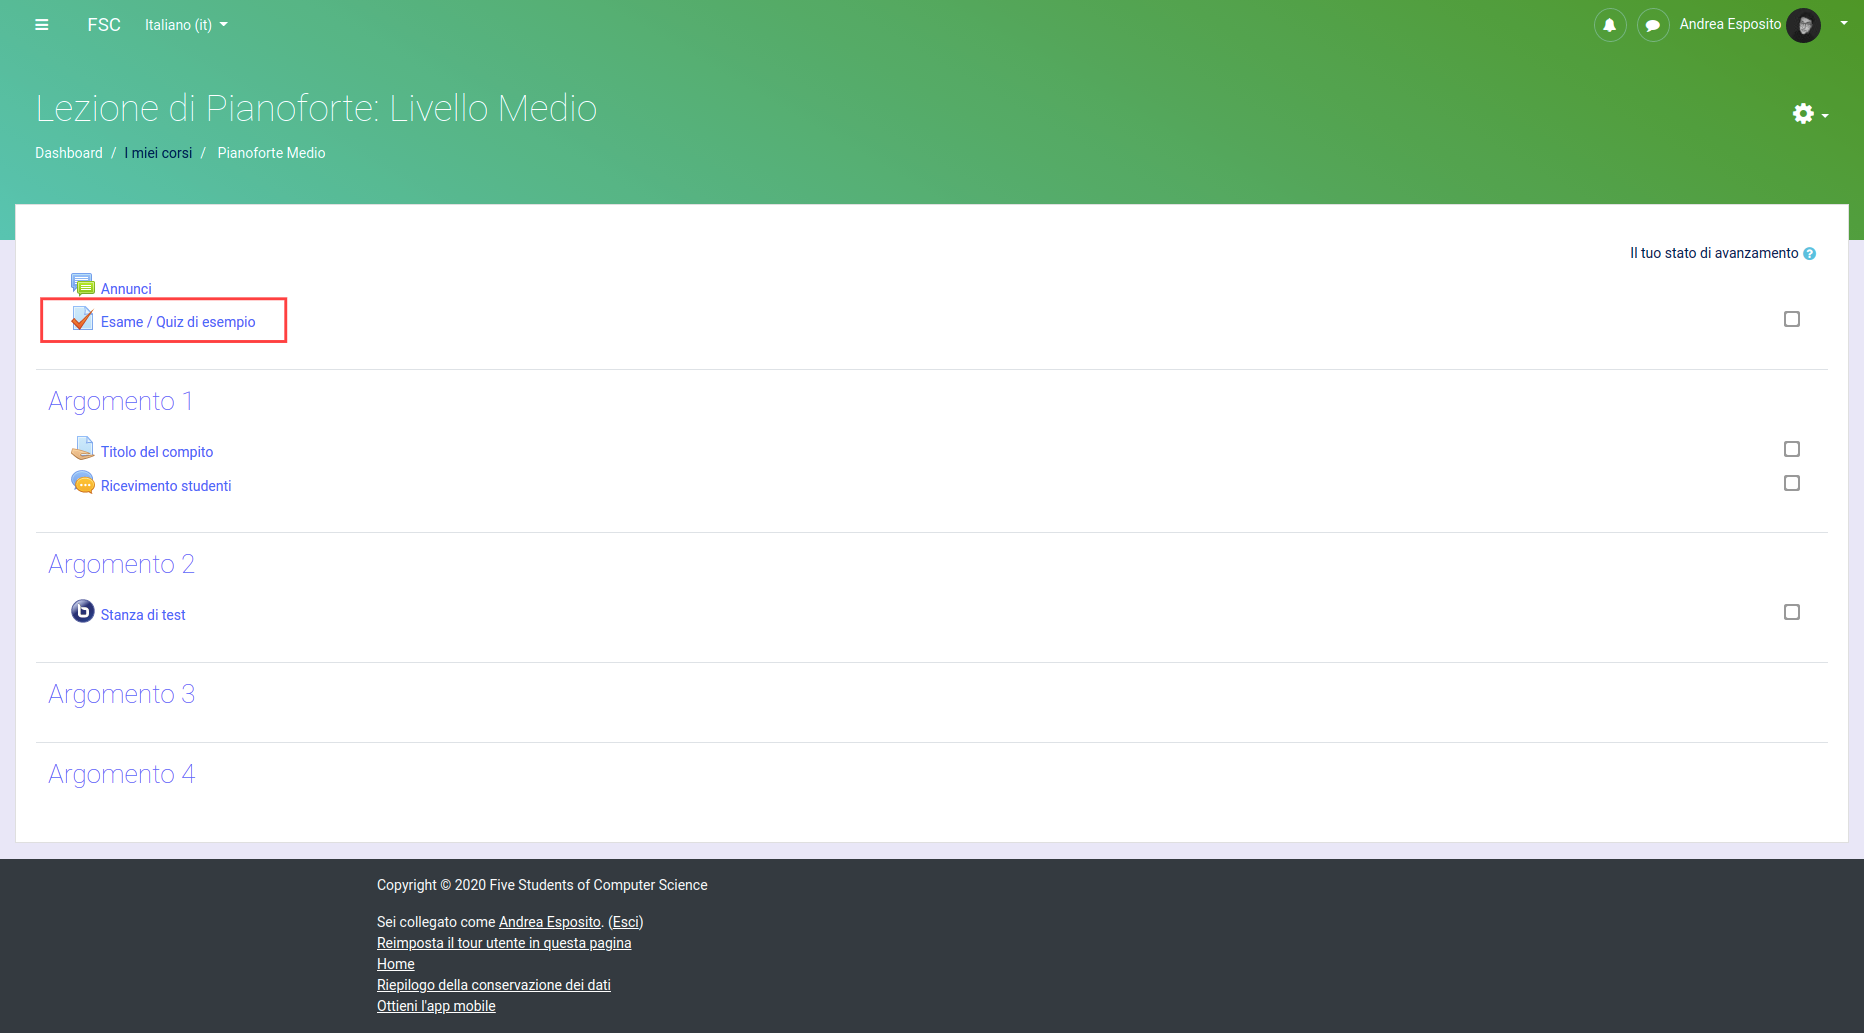 FSC Italiano (it) Andrea Esposito
Lezione di Pianoforte: Livello Medio
Dashboard / I miei corsi / Pianoforte Medio
Il tuo stato di avanzamento ?
Annunci
Esame / Quiz di esempio
Argomento 1
Titolo del compito
Ricevimento studenti
Argomento 2
b Stanza di test
Argomento 3
Argomento 4
Copyright © 2020 Five Students of Computer Science
Sei collegato come Andrea Esposito. (Esci)
Reimposta il tour utente in questa pagina
Home
Riepilogo della conservazione dei dati
Ottieni l'app mobile